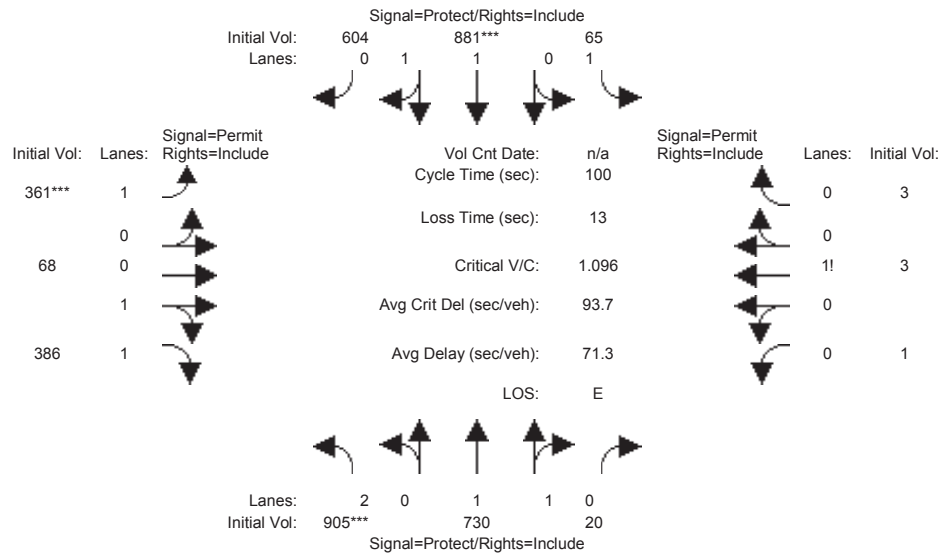 Signal=Protect/Rights=Include
Initial Vol: 604 881*** 65
Lanes: 0 1 1 0 1
Signal=Permit Signal=Permit
Initial Vol: Lanes: Rights=Include Vol Cnt Date: n/a Rights=Include Lanes: Initial Vol:
Cycle Time (sec): 100
361*** 1 0 3
Loss Time (sec): 13
0 0
68 0 Critical V/C: 1.096 1! 3
1 Avg Crit Del (sec/veh): 93.7 0
386 1 Avg Delay (sec/veh): 71.3 0 1
LOS: E
Lanes: 2 0 1 1 0
Initial Vol: 905*** 730 20
Signal=Protect/Rights=Include